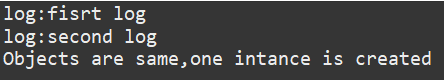 log:fisrt log
log:second log
Objects are same,one intance is created